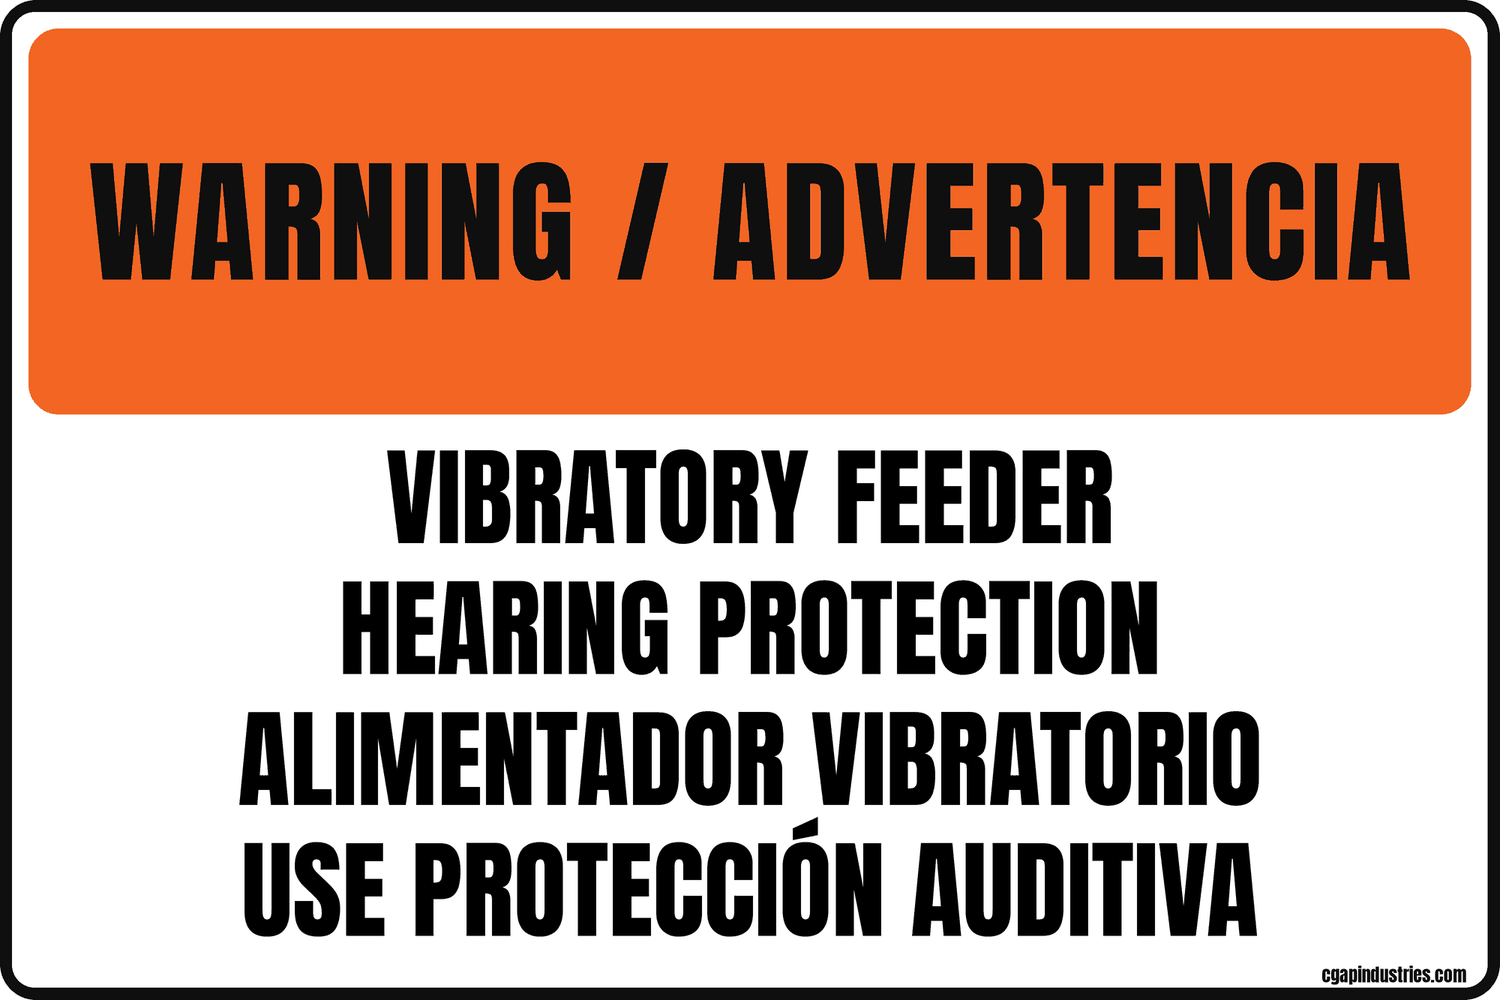 WARNING / ADVERTENCIA
VIBRATORY FEEDER
HEARING PROTECTION
ALIMENTADOR VIBRATORIO
USE PROTECCIÓN AUDITIVA
cgapindustries.com